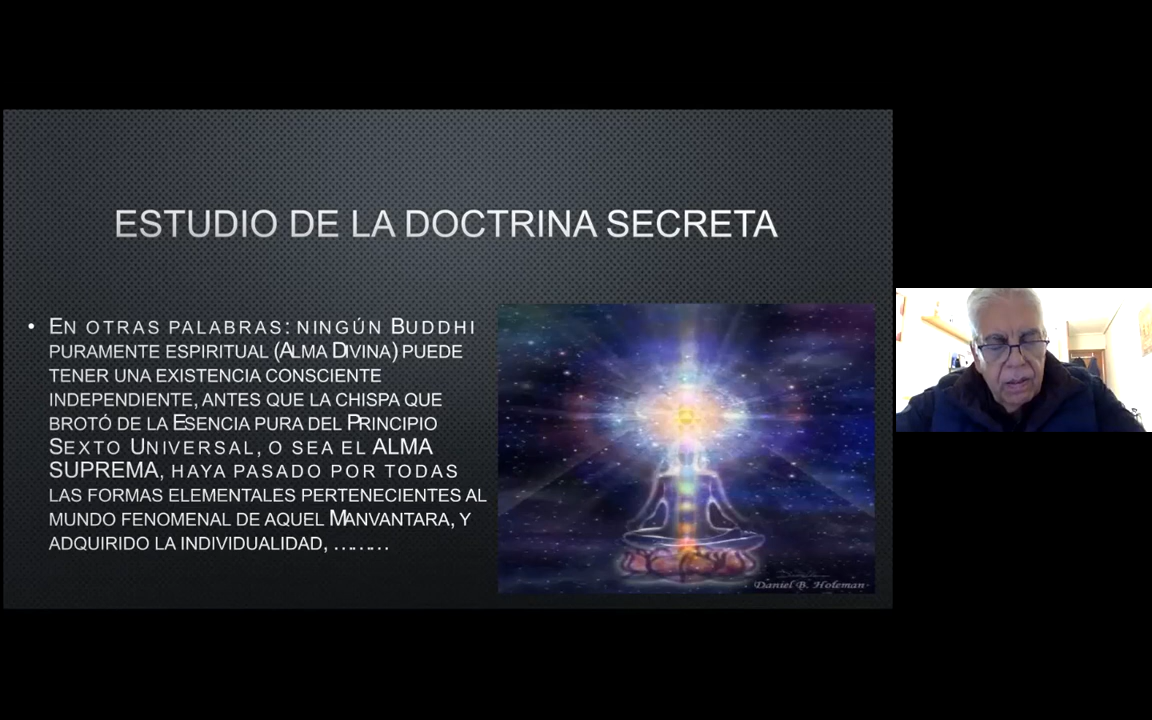 ESTUDIO DE LA DOCTRINA SECRETA
• EN OTRAS PALABRAS: NINGÚN BUDDHI
PURAMENTE ESPIRITUAL (ALMA DIVINA) PUEDE
TENER UNA EXISTENCIA CONSCIENTE
INDEPENDIENTE, ANTES QUE LA CHISPA QUE
BROTÓ DE LA ESENCIA PURA DEL PRINCIPIO
SEXTO UNIVERSAL, O SEA EL ALMA
SUPREMA, HAYA PASADO POR TODAS
LAS FORMAS ELEMENTALES PERTENECIENTES AL
MUNDO FENOMENAL DE AQUEL MANVANTARA, Y
ADQUIRIDO LA INDIVIDUALIDAD, ………
Daniel B. Holeman